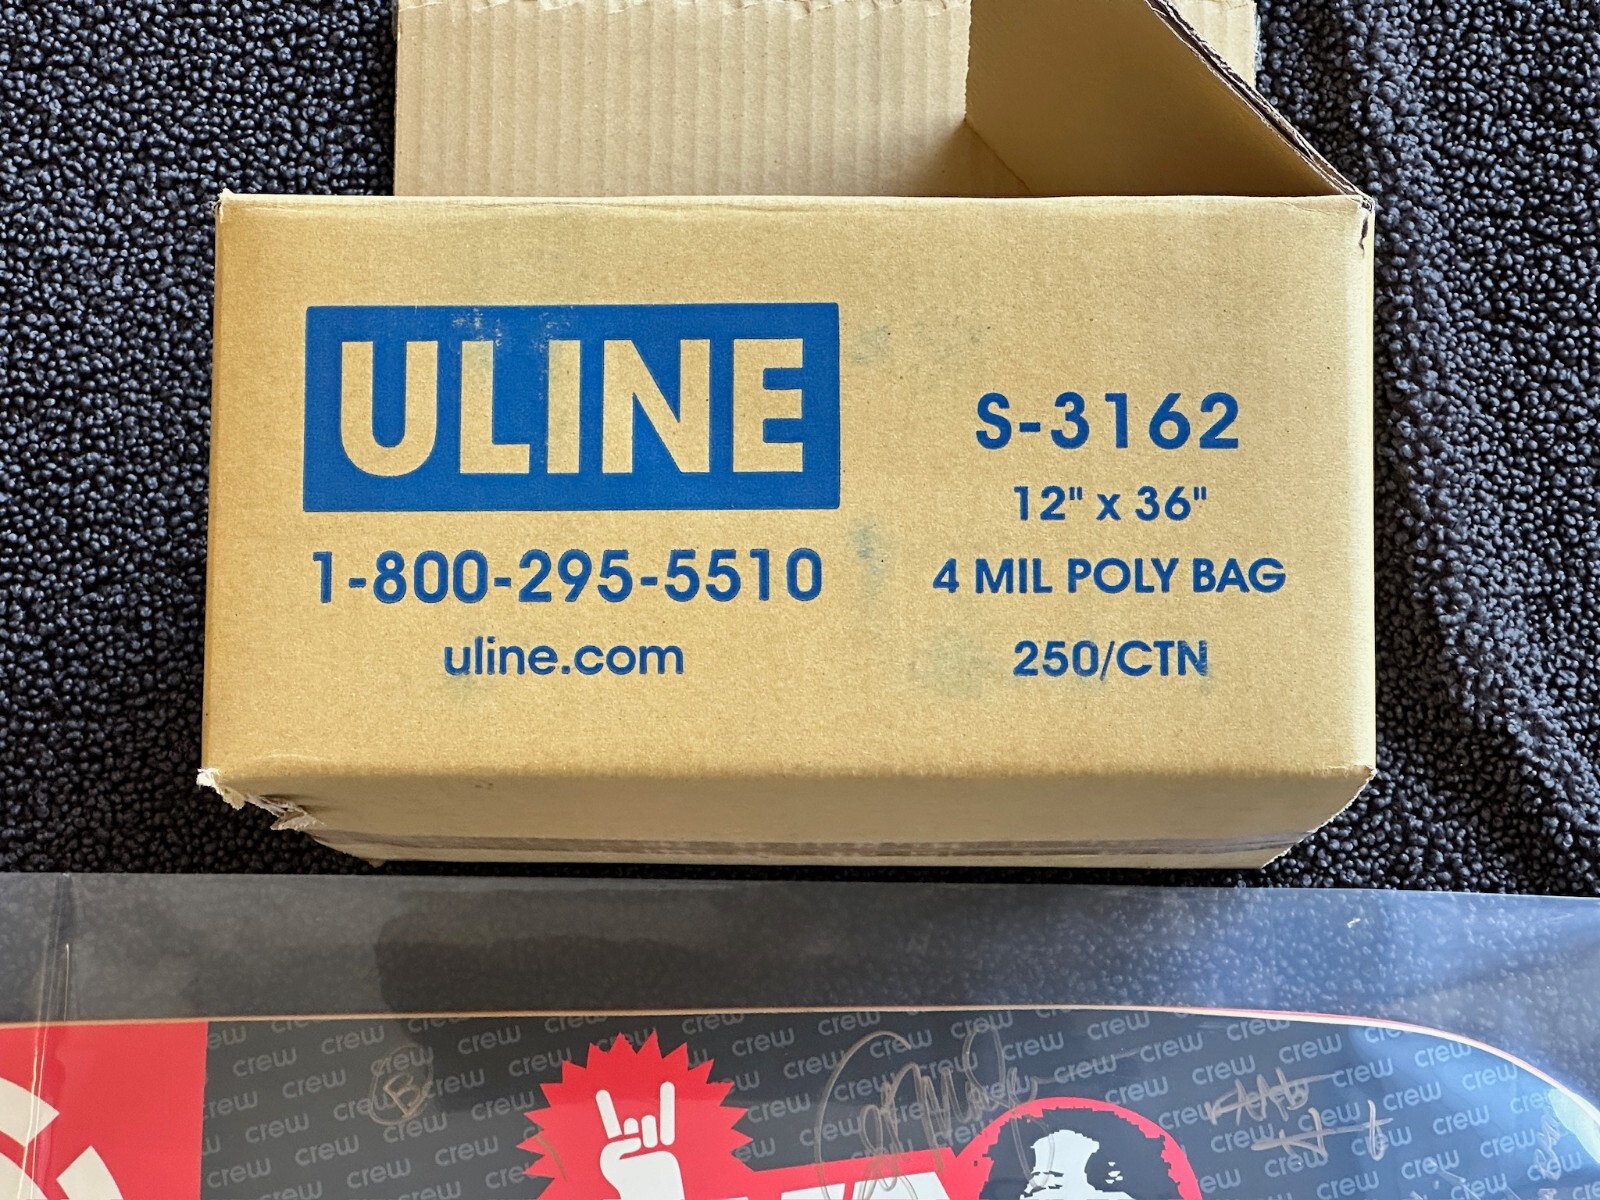 ULINE
1-800-295-5510
uline.com
S-3162
12" x 36"
4 MIL POLY BAG
250/CTN
crew crew crew crew crew crew crew crew crew
B